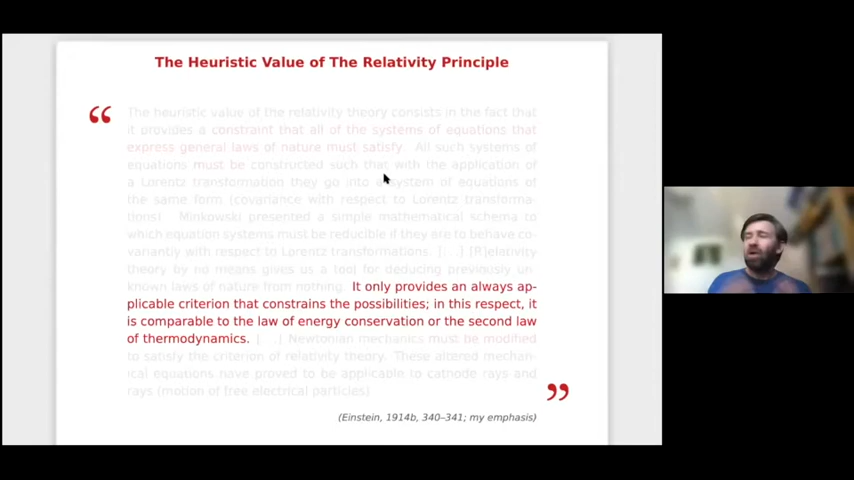 The Heuristic Value of The Relativity Principle
“
The heuristic value of the relativity theory consists in the fact that
it provides a constraint that all of the systems of equations that
express general laws of nature must satisfy. All such systems of
equations must be constructed such that with the application of
a Lorentz transformation they go into a system of equations of
the same form (covariance with respect to Lorentz transforma-
tions). Minkowski presented a simple mathematical schema to
which equation systems must be reducible if they are to behave co-
variantly with respect to Lorentz transformations. [...] [R]elativity
theory by no means gives us a tool for deducing previously un-
known laws of nature from nothing. It only provides an always ap-
plicable criterion that constrains the possibilities; in this respect, it
is comparable to the law of energy conservation or the second law
of thermodynamics. [...] Newtonian mechanics must be modified
to satisfy the criterion of relativity theory. These altered mechan-
ical equations have proved to be applicable to cathode rays and
rays (motion of free electrical particles)
”
(Einstein, 1914b, 340–341; my emphasis)